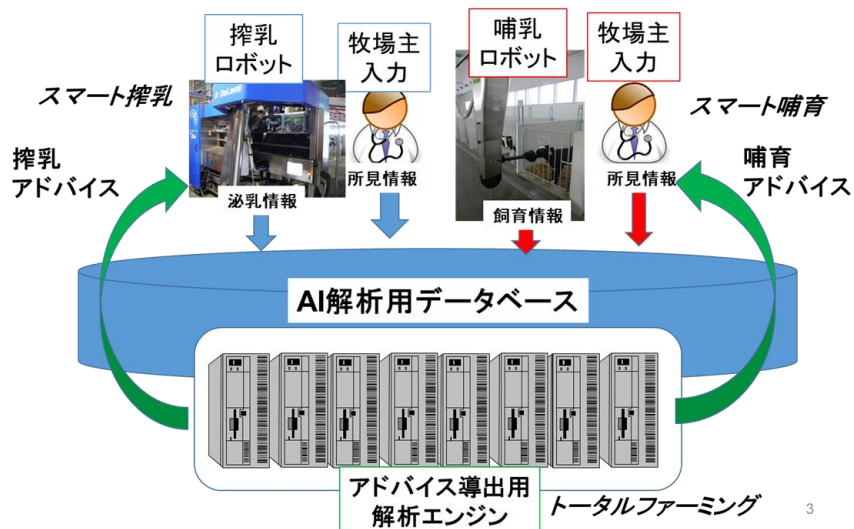 搾乳
ロボット
牧場主
入力
哺乳
ロボット
牧場主
入力
スマート搾乳
スマート哺育
DeLaval
搾乳
アドバイス
哺育
アドバイス
所見情報
所見情報
泌乳情報
飼育情報
AI解析用データベース
アドバイス導出用
解析エンジン
トータルファーミング
3